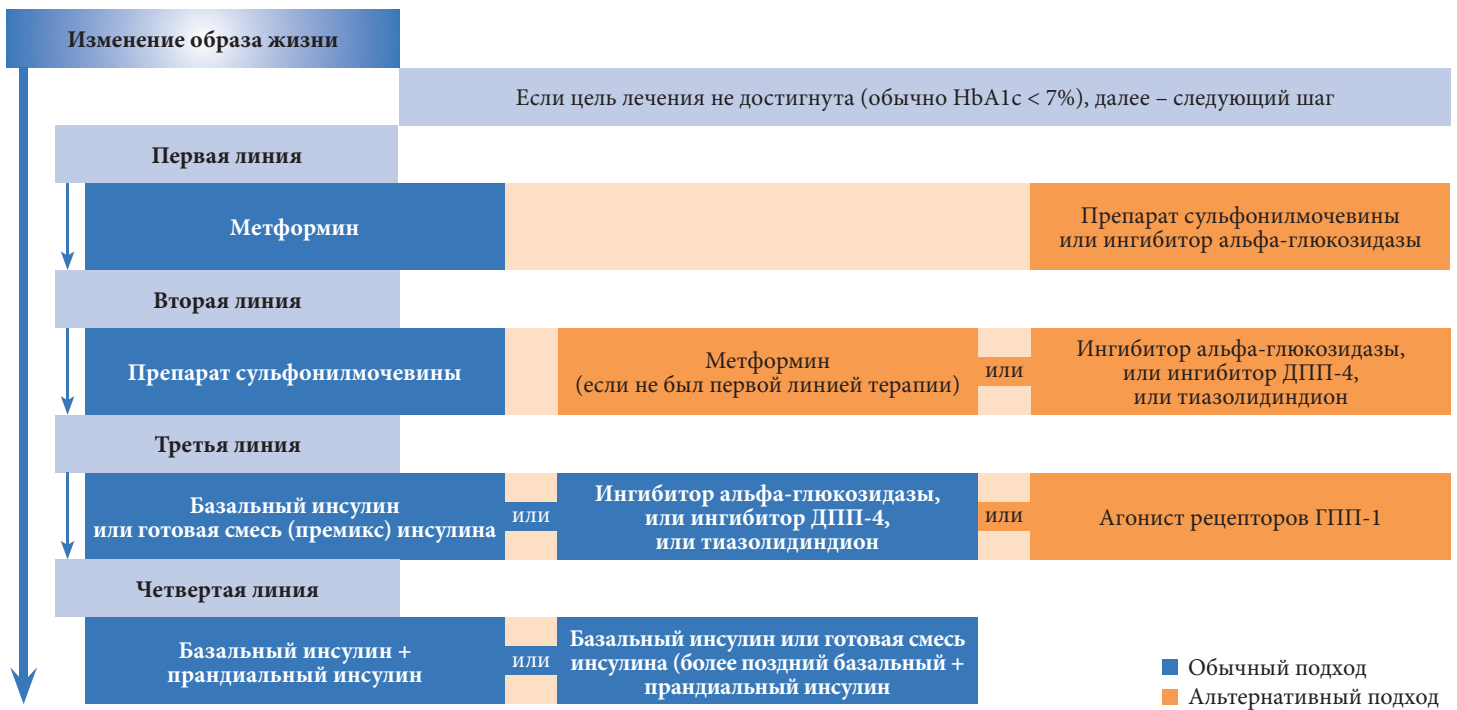 Изменение образа жизни
Если цель лечения не достигнута (обычно HbA1c < 7%), далее – следующий шаг
Первая линия
Метформин
Препарат сульфонилмочевины
или ингибитор альфа-глюкозидазы
Вторая линия
Препарат сульфонилмочевины
Метформин
(если не был первой линией терапии)
или
Ингибитор альфа-глюкозидазы,
или ингибитор ДПП-4,
или тиазолидиндион
Третья линия
Базальный инсулин
или готовая смесь (премикс) инсулина
или
Ингибитор альфа-глюкозидазы,
или ингибитор ДПП-4,
или тиазолидиндион
или
Агонист рецепторов ГПП-1
Четвертая линия
Базальный инсулин +
прандиальный инсулин
или
Базальный инсулин или готовая смесь
инсулина (более поздний базальный +
прандиальный инсулин
Обычный подход
Альтернативный подход